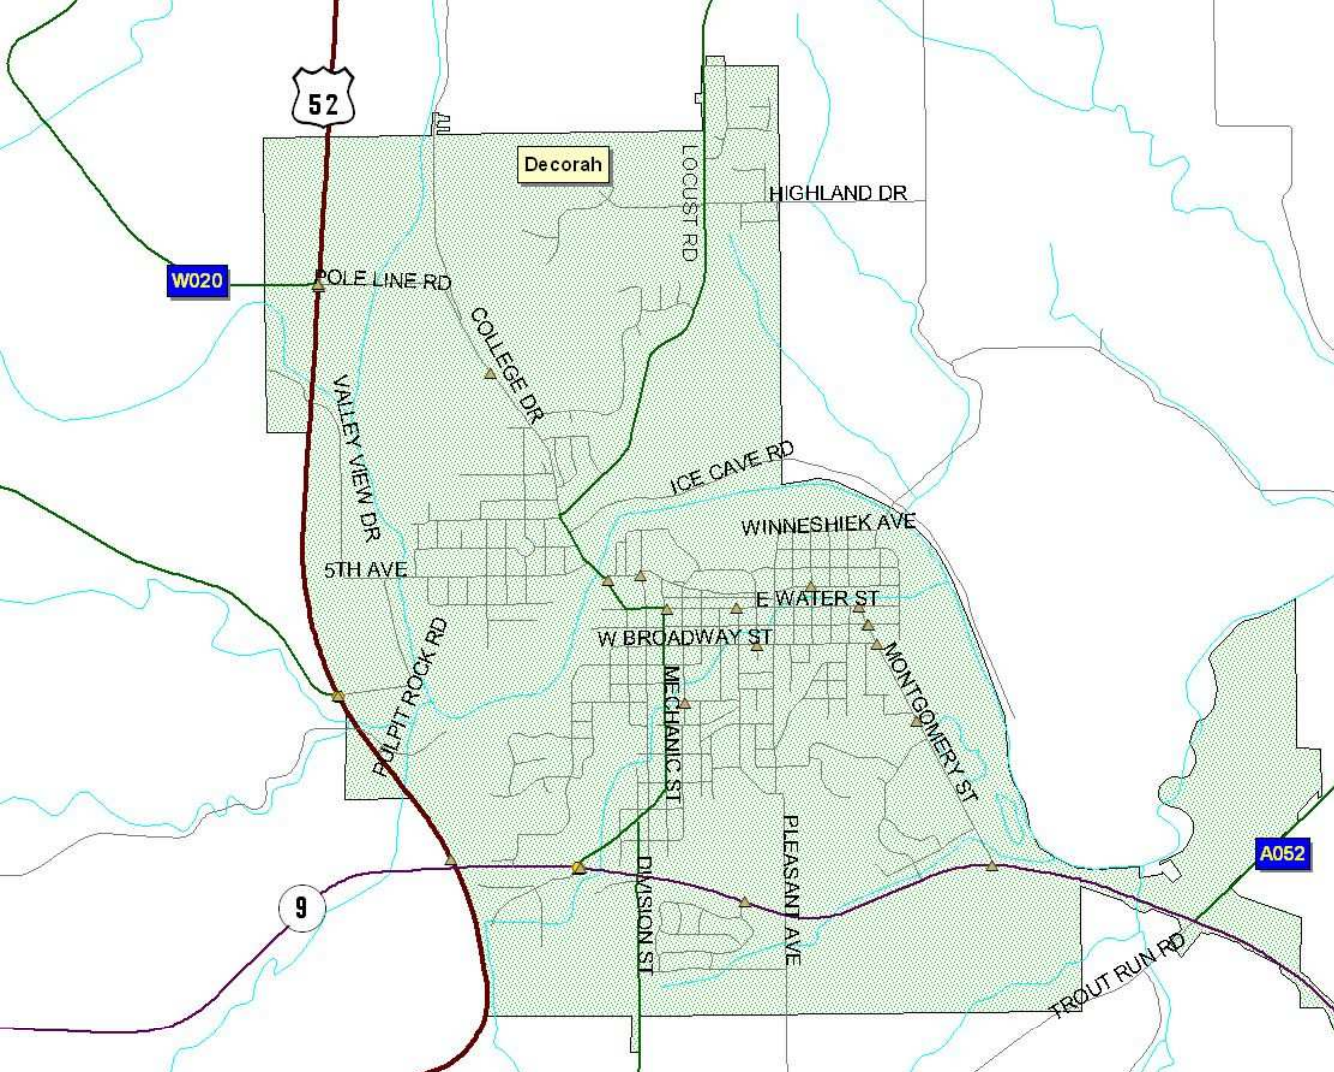 52
Decorah
LOCUST RD
HIGHLAND DR
W020
POLE LINE RD
COLLEGE DR
VALLEY VIEW DR
ICE CAVE RD
WINNESHIEK AVE
5TH AVE
E WATER ST
W BROADWAY ST
PULPIT ROCK RD
MECHANIC ST
MONTGOMERY ST
PLEASANT AVE
A052
DIVISION ST
9
TROUT RUN RD